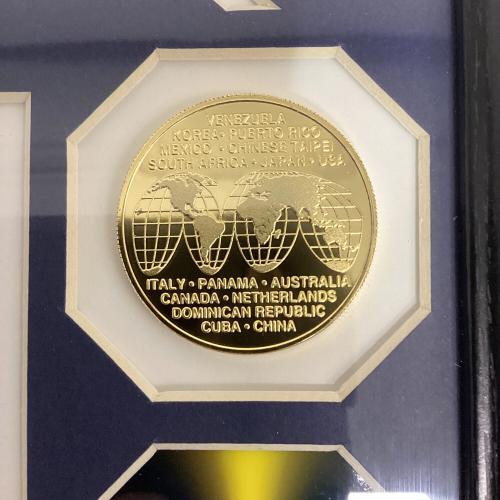 VENEZUELA
KOREA • PUERTO RICO
MEXICO • CHINESE TAIPEI
SOUTH AFRICA • JAPAN • USA
ITALY • PANAMA • AUSTRALIA
CANADA • NETHERLANDS
DOMINICAN REPUBLIC
CUBA • CHINA